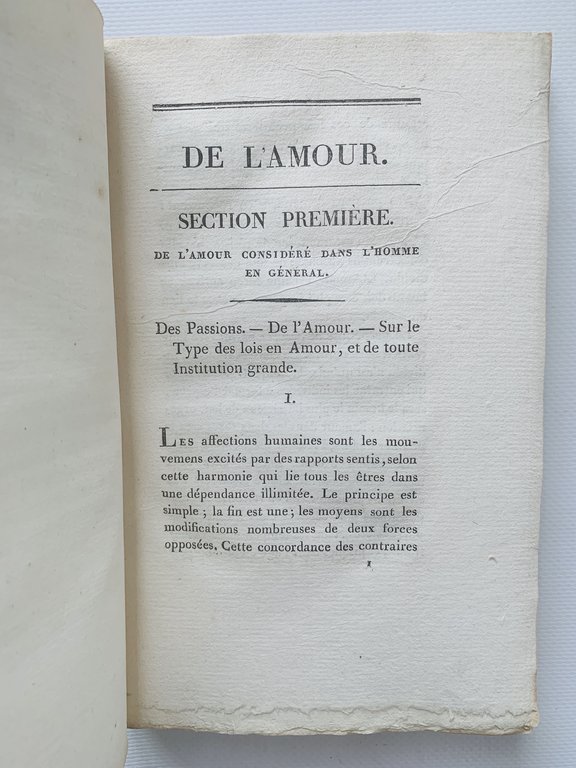 DE L'AMOUR.
SECTION PREMIÈRE.
DE L'AMOUR CONSIDÉRÉ DANS L'HOMME
EN GÉNÉRAL.
Des Passions. — De l'Amour. — Sur le
Type des lois en Amour, et de toute
Institution grande.
I.
LES affections humaines sont les mou-
vemens excités par des rapports sentis, selon
cette harmonie qui lie tous les êtres dans
une dépendance illimitée. Le principe est
simple ; la fin est une ; les moyens sont les
modifications nombreuses de deux forces
opposées. Cette concordance des contraires
1